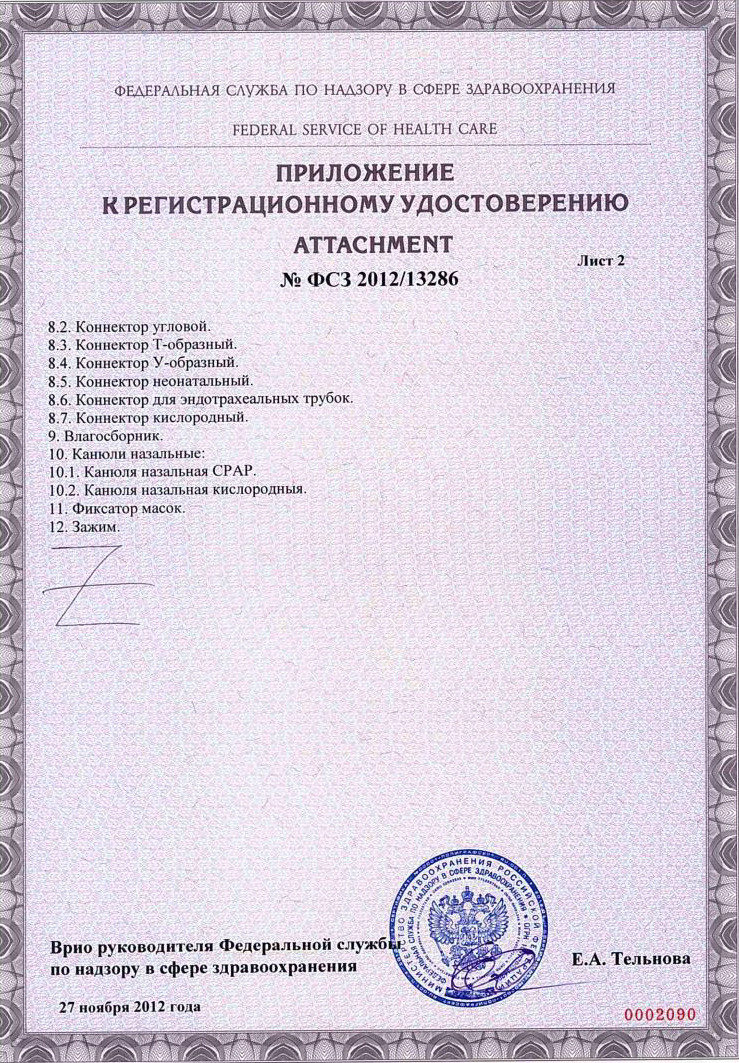 ФЕДЕРАЛЬНАЯ СЛУЖБА ПО НАДЗОРУ В СФЕРЕ ЗДРАВООХРАНЕНИЯ
FEDERAL SERVICE OF HEALTH CARE
ПРИЛОЖЕНИЕ
К РЕГИСТРАЦИОННОМУ УДОСТОВЕРЕНИЮ
ATTACHMENT
Лист 2
№ ФСЗ 2012/13286
8.2. Коннектор угловой.
8.3. Коннектор Т-образный.
8.4. Коннектор У-образный.
8.5. Коннектор неонатальный.
8.6. Коннектор для эндотрахеальных трубок.
8.7. Коннектор кислородный.
9. Влагосборник.
10. Канюли назальные:
10.1. Канюля назальная СРАР.
10.2. Канюля назальная кислородныя.
11. Фиксатор масок.
12. Зажим.
МИНИСТЕРСТВО ЗДРАВООХРАНЕНИЯ РОССИЙСКОЙ ФЕДЕРАЦИИ
ФЕДЕРАЛЬНАЯ СЛУЖБА ПО НАДЗОРУ В СФЕРЕ ЗДРАВООХРАНЕНИЯ
Врио руководителя Федеральной службы
по надзору в сфере здравоохранения
Е.А. Тельнова
27 ноября 2012 года
0002090